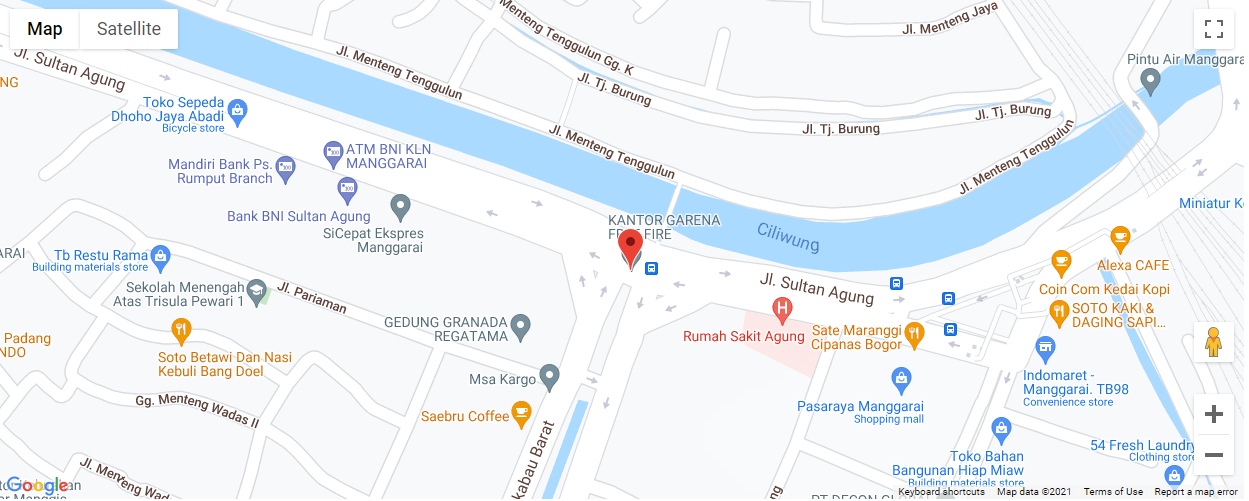 Map
Satellite
Jl. Sultan Agung
NG
Toko Sepeda
Dhoho Jaya Abadi
Bicycle store
Mandiri Bank Ps.
Rumput Branch
ATM BNI KLN
MANGGARAI
Bank BNI Sultan Agung
SiCepat Ekspres
Manggarai
Jl. Menteng Tenggulun
Menteng Tenggulun Gg. K
Jl. Tj. Burung
Jl. Menteng Jaya
Pintu Air Manggara
Jl. Tj. Burung
Jl. Tj. Burung
Jl. Menteng Tenggulun
Jl. Menteng Tenggulun
Miniatur Ke
KANTOR GARENA
FIRE
Ciliwung
ARAI
Tb Restu Rama
Building materials store
Sekolah Menengah
Atas Trisula Pewari 1
Jl. Pariaman
GEDUNG GRANADA
REGATAMA
Msa Kargo
Saebru Coffee
Padang
NDO
Soto Betawi Dan Nasi
Kebuli Bang Doel
Gg. Menteng Wadas II
Jl. Menyeng Wadas
Jl. Sultan Agung
Rumah Sakit Agung
Sate Maranggi
Cipanas Bogor
Alexa CAFE
Coin Com Kedai Kopi
SOTO KAKI &
DAGING SAPI...
Indomaret -
Manggarai. TB98
Convenience store
Pasaraya Manggarai
Shopping mall
Toko Bahan
Bangunan Hiap Miaw
Building materials store
54 Fresh Laundry
Clothing store
kabau Barat
Google
Keyboard shortcuts
Map data ©2021
Terms of Use
Report a map error